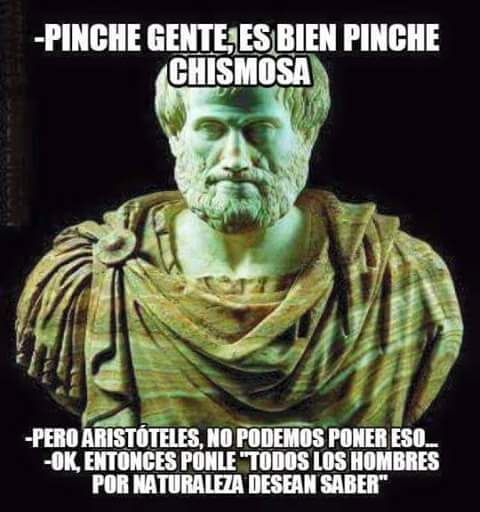 -PINCHE GENTE, ES BIEN PINCHE
CHISMOSA
-PERO ARISTÓTELES, NO PODEMOS PONER ESO...
-OK, ENTONCES PONLE "TODOS LOS HOMBRES
POR NATURALEZA DESEAN SABER"